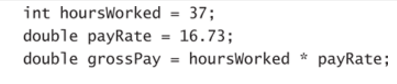 int hoursWorked = 37;
double payRate = 16.73;
double grossPay = hoursWorked * payRate;